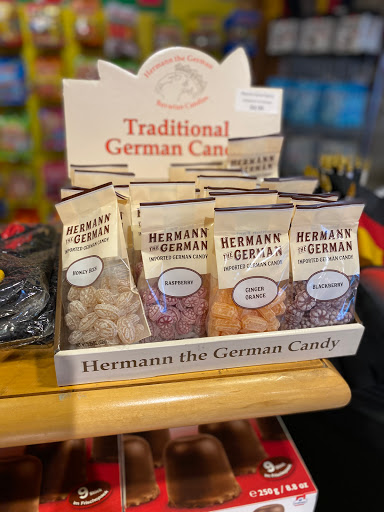 Hermann the German
Bavarian Candies
Traditional
German Cand
HERMANN
THE GERMAN
IMPORTED GERMAN CANDY
HONEY BEE
HERMANN
THE GERMAN
IMPORTED GERMAN CANDY
RASPBERRY
HERMANN
THE GERMAN
IMPORTED GERMAN CANDY
GINGER
ORANGE
HERMANN
THE GERMAN
IMPORTED GERMAN CANDY
BLACKBERRY
HERMANN
Hermann the German Candy
9
9
250 g / 8.8 oz